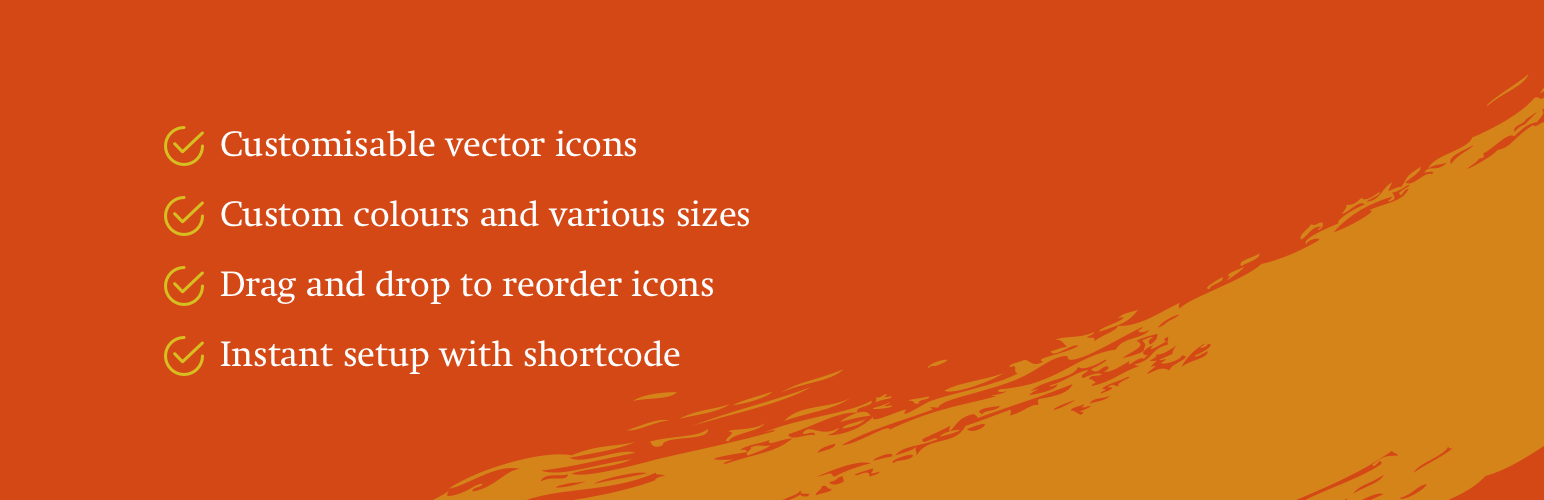 Customisable vector icons
Custom colours and various sizes
Drag and drop to reorder icons
Instant setup with shortcode